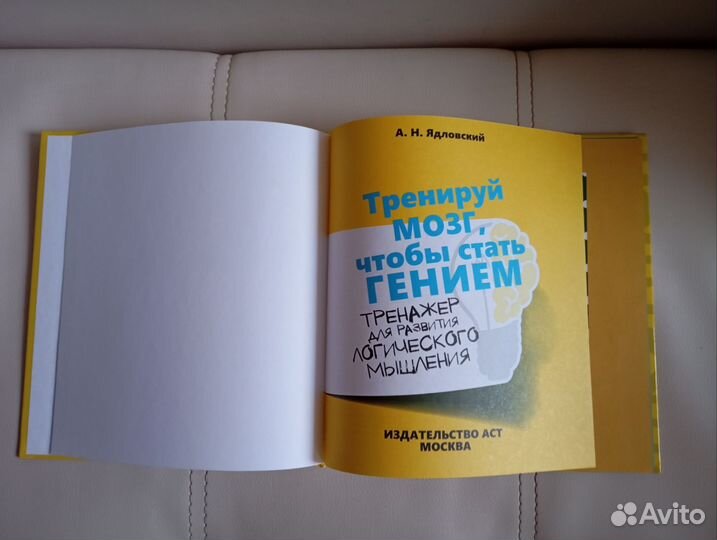 А. Н. Ядловский
Тренируй
мозг,
чтобы стать
ГЕНИЕМ
ТРЕНАЖЕР
ДЛЯ РАЗВИТИЯ
ЛОГИЧЕСКОГО
МЫШЛЕНИЯ
ИЗДАТЕЛЬСТВО АСТ
МОСКВА
Avito